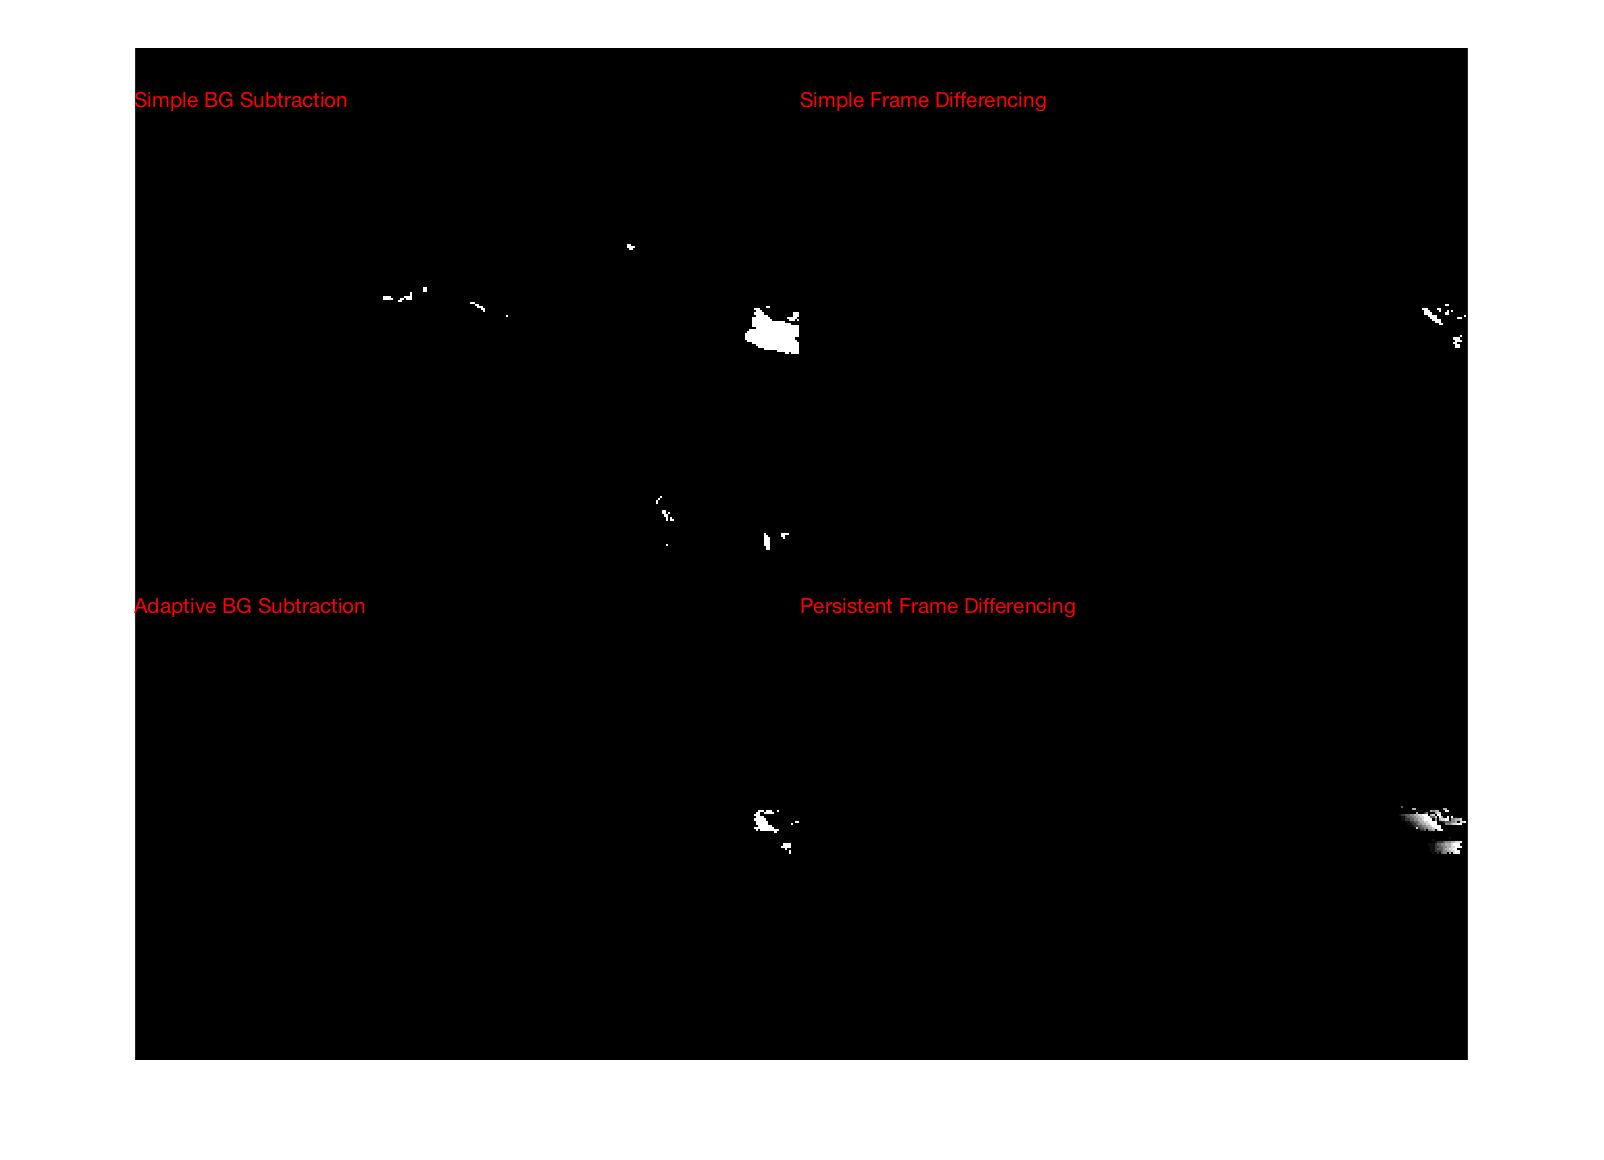 Simple BG Subtraction
Simple Frame Differencing
Adaptive BG Subtraction
Persistent Frame Differencing